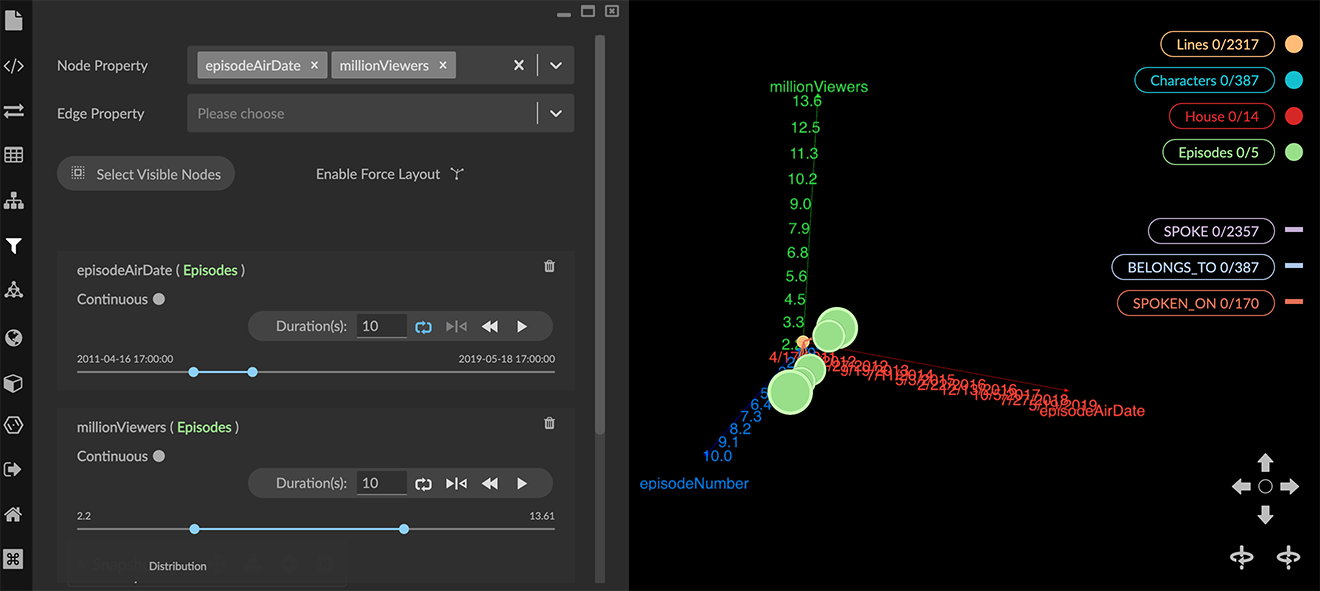 Node Property
episodeAirDate ×
millionViewers ×
Edge Property
Please choose
Select Visible Nodes
Enable Force Layout
episodeAirDate ( Episodes )
Continuous
Duration(s): 10
2011-04-16 17:00:00
2019-05-18 17:00:00
millionViewers ( Episodes )
Continuous
Duration(s): 10
2.2
13.61
Distribution
millionViewers
13.6
12.5
11.3
10.2
9.0
7.9
6.8
5.6
4.5
3.3
2.2
6.4
7.3
8.2
9.1
10.0
episodeNumber
episodeAirDate
Lines 0/2317
Characters 0/387
House 0/14
Episodes 0/5
SPOKE 0/2357
BELONGS_TO 0/387
SPOKEN_ON 0/170